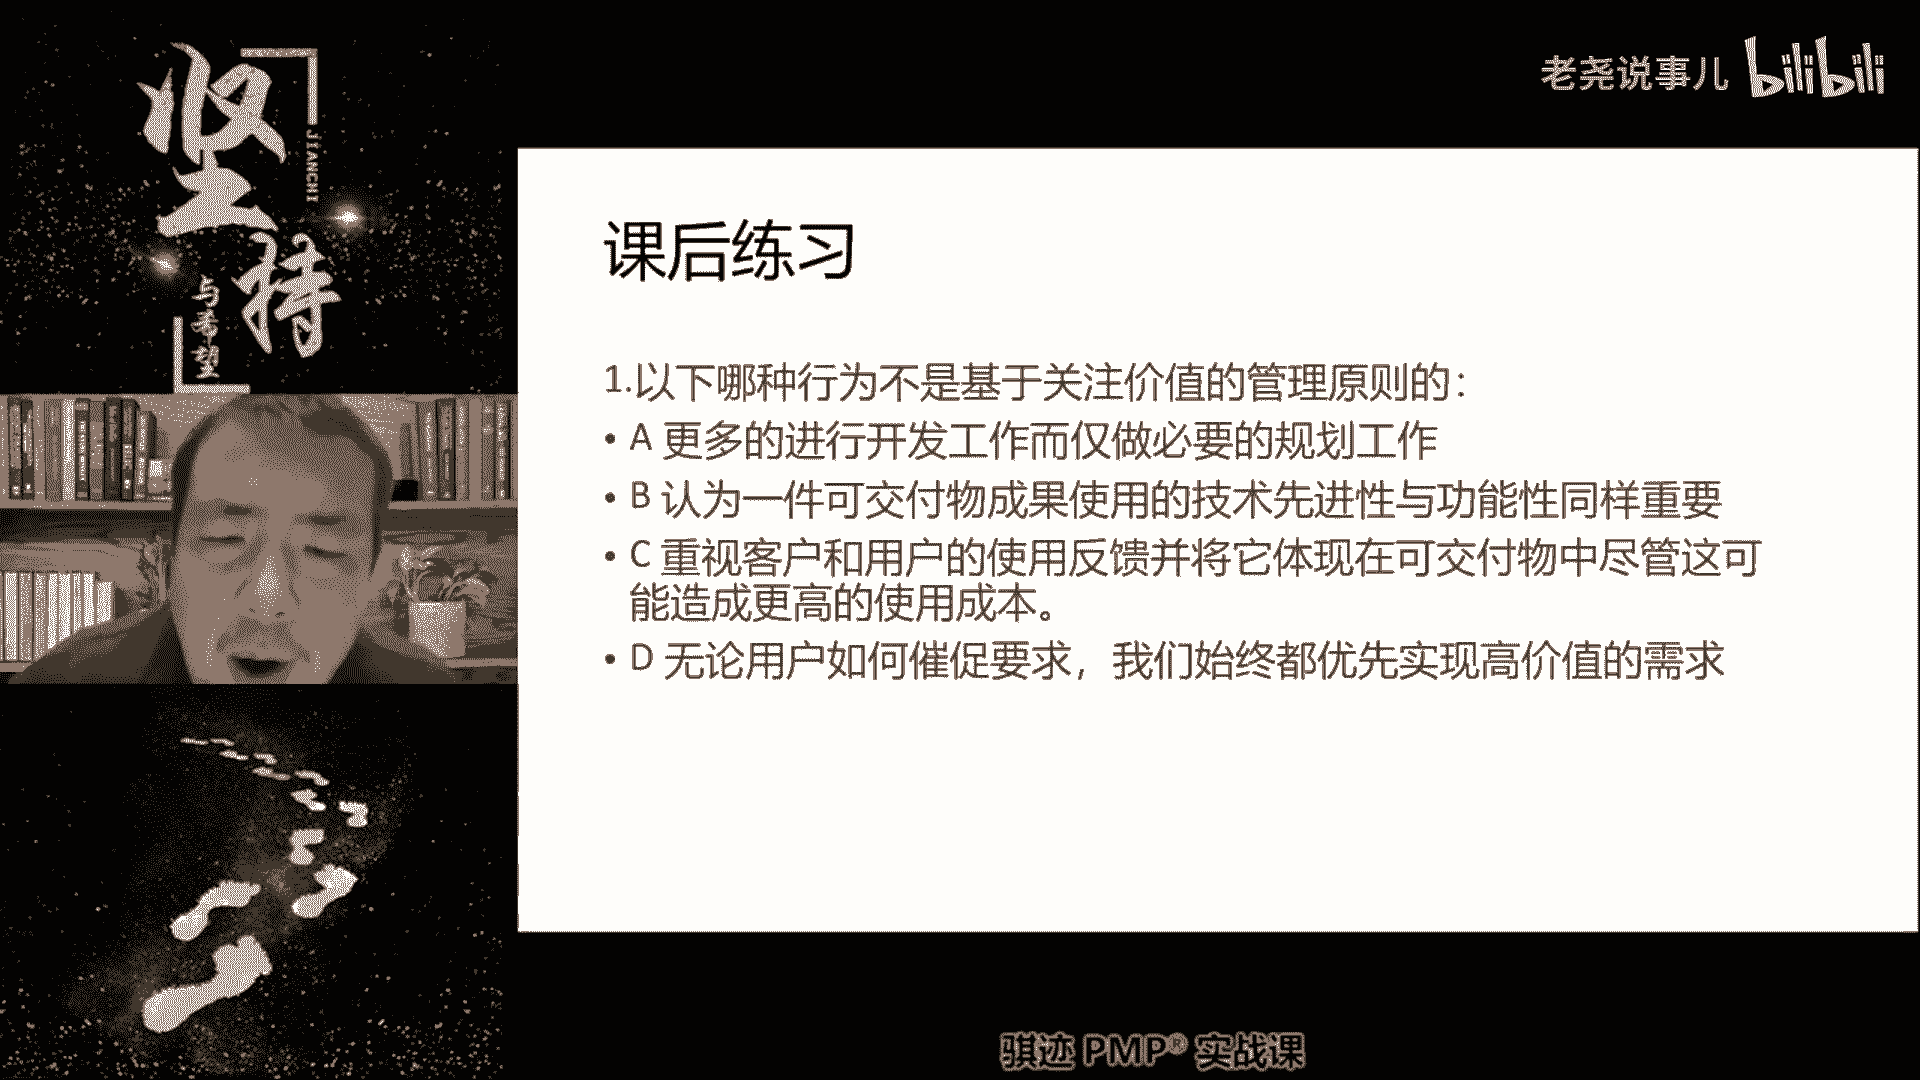 坚持
JIANCHI
与希望
老尧说事儿 bilibili
课后练习
1.以下哪种行为不是基于关注价值的管理原则的：
• A 更多的进行开发工作而仅做必要的规划工作
• B 认为一件可交付物成果使用的技术先进性与功能性同样重要
• C 重视客户和用户的使用反馈并将它体现在可交付物中尽管这可
能造成更高的使用成本。
• D 无论用户如何催促要求，我们始终都优先实现高价值的需求
骐迹 PMP® 实战课